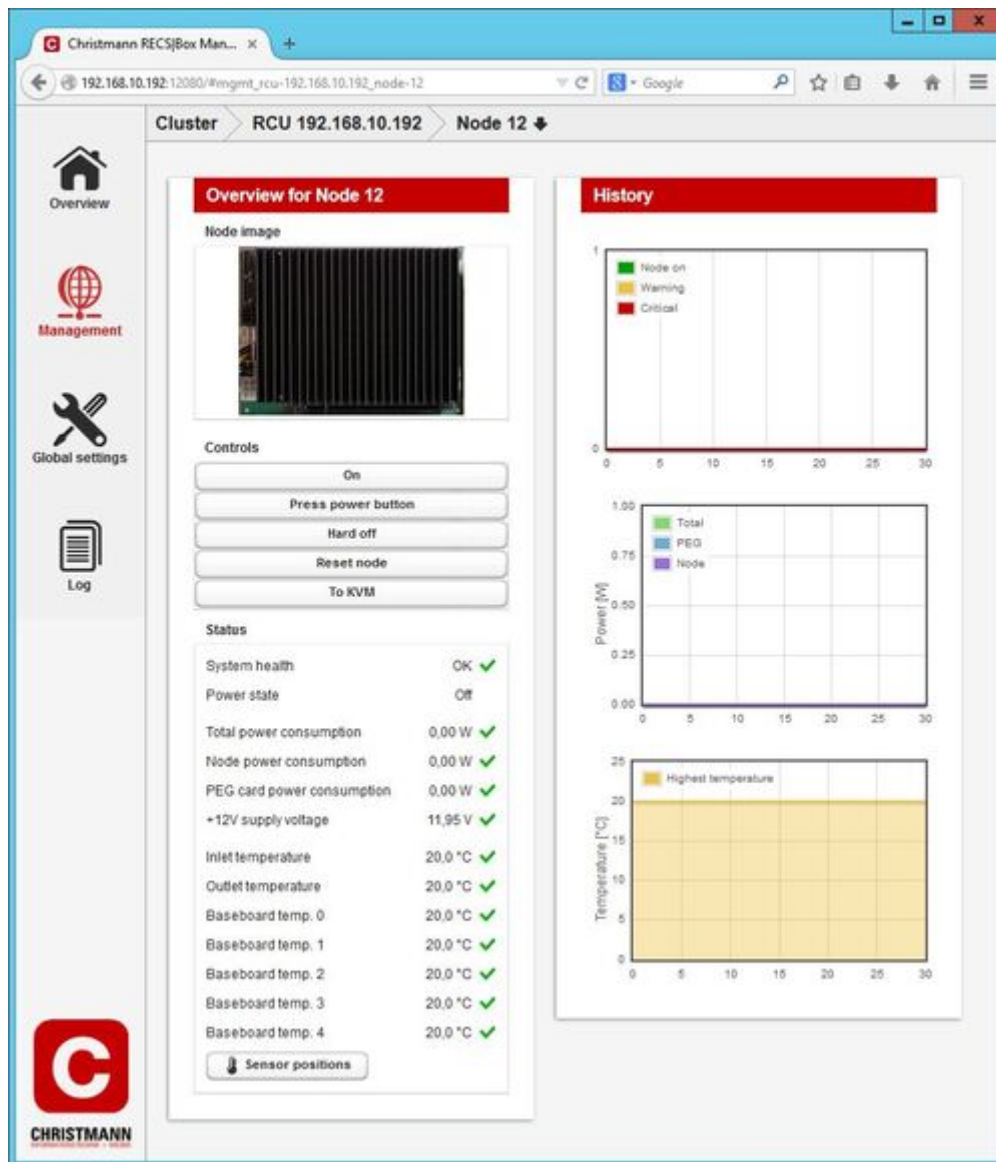 Christmann RECS|Box Man... × +
192.168.10.192:12080/#mgmt_rcu-192.168.10.192_node-12
Google
Cluster RCU 192.168.10.192 Node 12
Overview
Management
Global settings
Log
Overview for Node 12
Node image
Controls
On
Press power button
Hard off
Reset node
To KVM
Status
System health OK
Power state Off
Total power consumption 0,00 W
Node power consumption 0,00 W
PEG card power consumption 0,00 W
+12V supply voltage 11,95 V
Inlet temperature 20,0 °C
Outlet temperature 20,0 °C
Baseboard temp. 0 20,0 °C
Baseboard temp. 1 20,0 °C
Baseboard temp. 2 20,0 °C
Baseboard temp. 3 20,0 °C
Baseboard temp. 4 20,0 °C
Sensor positions
History
1
Node on
Warning
Critical
0
0 5 10 15 20 25 30
Power [W]
1.00
Total
PEG
0.75
Node
0.50
0.25
0.00
0 5 10 15 20 25 30
Temperature [°C]
25
Highest temperature
20
15
10
5
0
0 5 10 15 20 25 30
C
CHRISTMANN